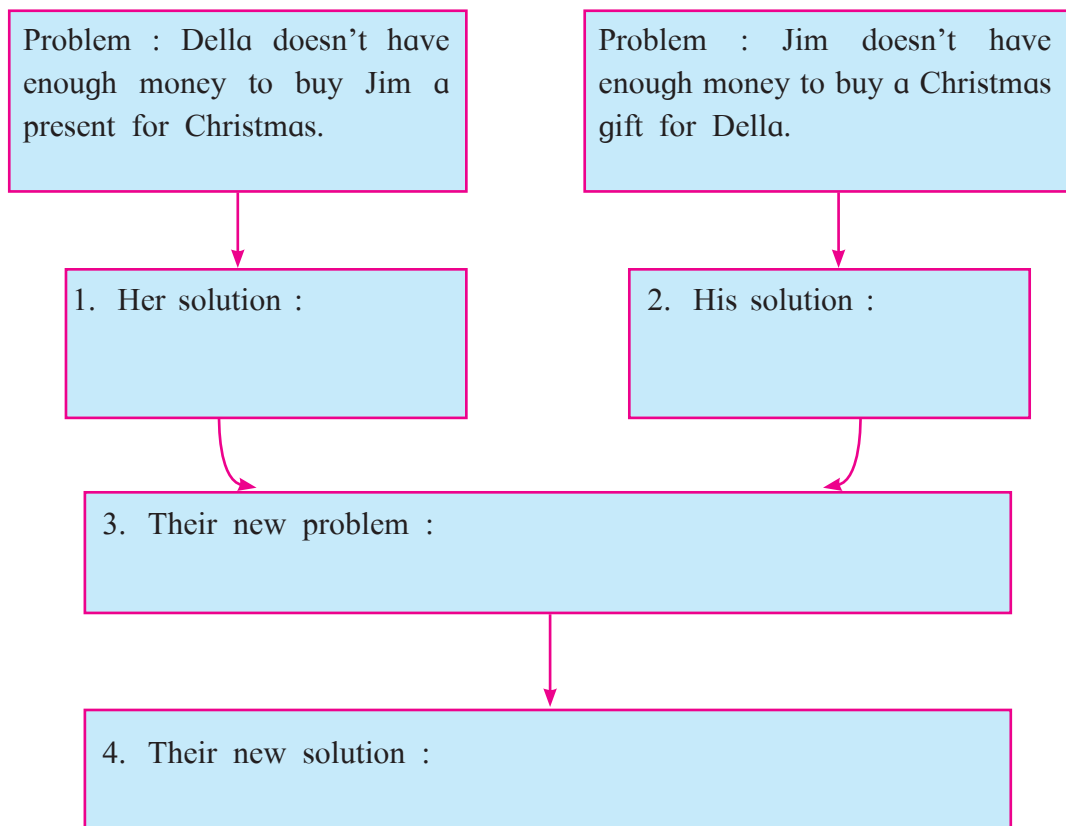 Problem : Della doesn't have
enough money to buy Jim a
present for Christmas.
Problem : Jim doesn't have
enough money to buy a Christmas
gift for Della.
1. Her solution :
2. His solution :
3. Their new problem :
4. Their new solution :